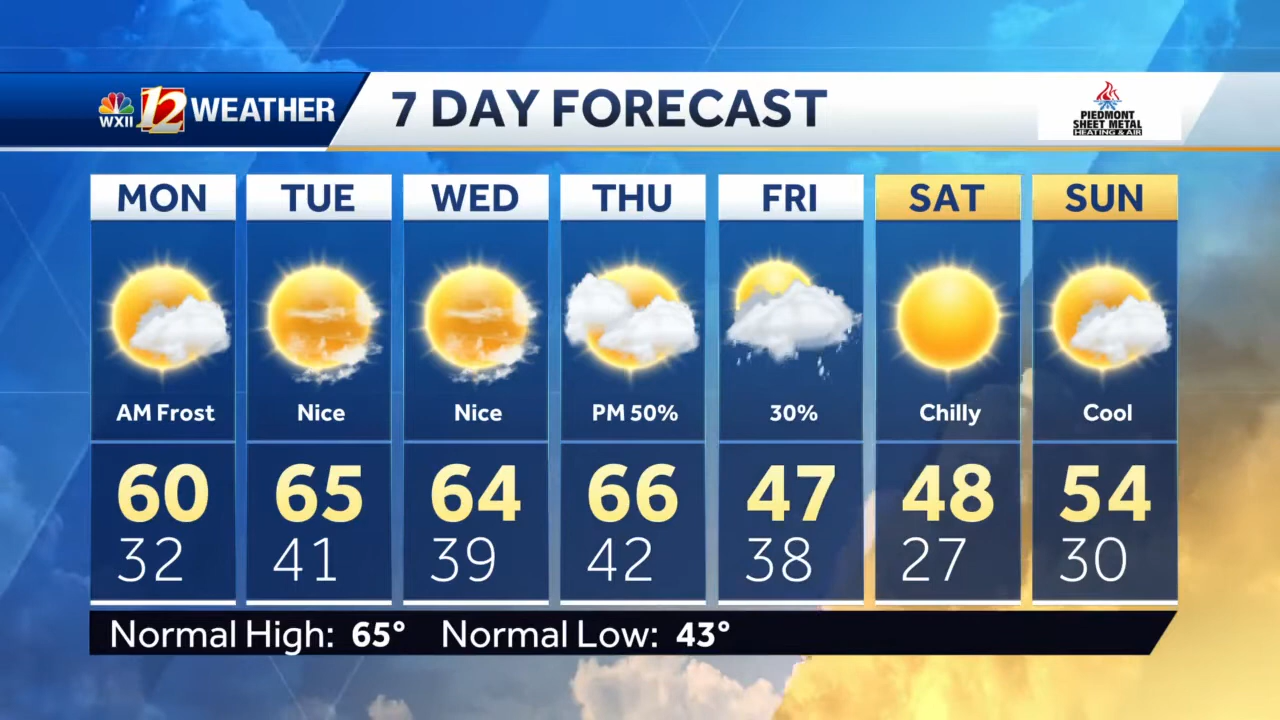 WXII 12 WEATHER
7 DAY FORECAST
PIEDMONT
SHEET METAL
HEATING & AIR
MON TUE WED THU FRI SAT SUN
AM Frost Nice Nice PM 50% 30% Chilly Cool
60 65 64 66 47 48 54
32 41 39 42 38 27 30
Normal High: 65° Normal Low: 43°